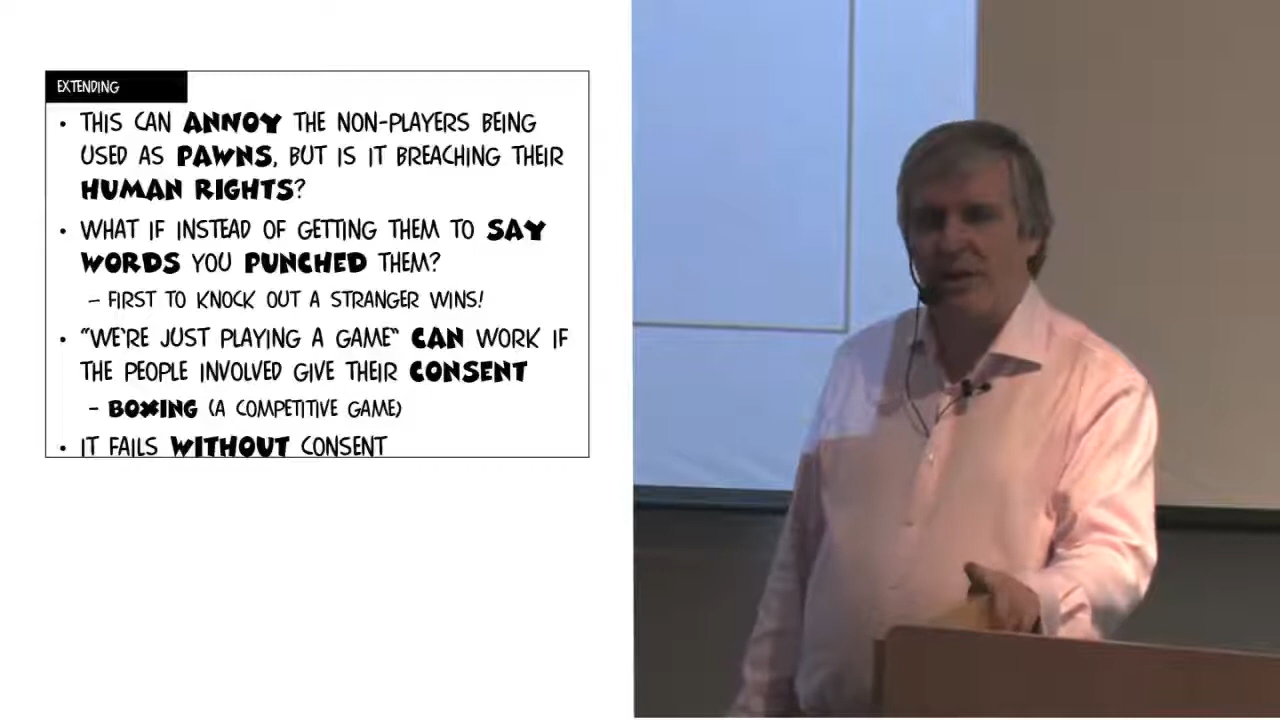 EXTENDING
• THIS CAN ANNOY THE NON-PLAYERS BEING
USED AS PAWNS, BUT IS IT BREACHING THEIR
HUMAN RIGHTS?
• WHAT IF INSTEAD OF GETTING THEM TO SAY
WORDS YOU PUNCHED THEM?
– FIRST TO KNOCK OUT A STRANGER WINS!
• "WE'RE JUST PLAYING A GAME" CAN WORK IF
THE PEOPLE INVOLVED GIVE THEIR CONSENT
– BOXING (A COMPETITIVE GAME)
• IT FAILS WITHOUT CONSENT